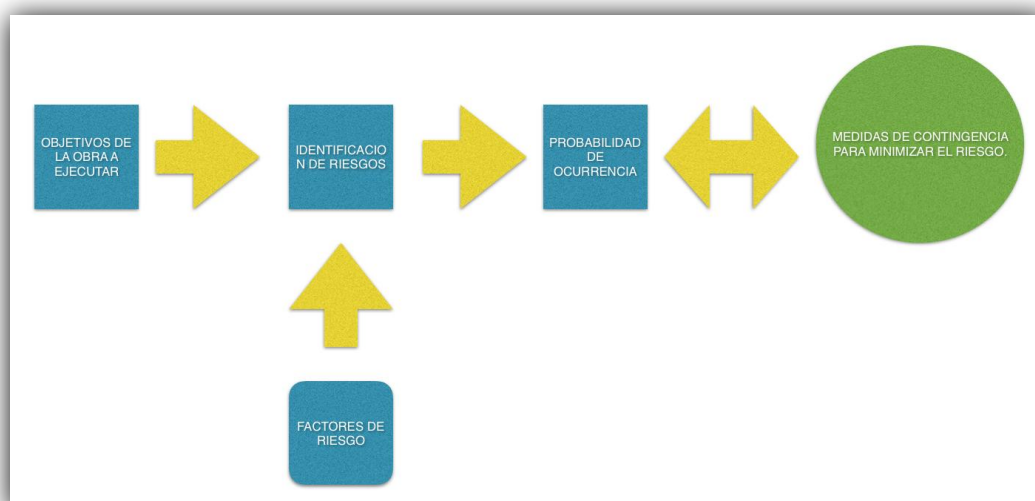 OBJETIVOS DE
LA OBRA A
EJECUTAR
IDENTIFICACIO
N DE RIESGOS
PROBABILIDAD
DE
OCURRENCIA
MEDIDAS DE CONTINGENCIA
PARA MINIMIZAR EL RIESGO.
FACTORES DE
RIESGO